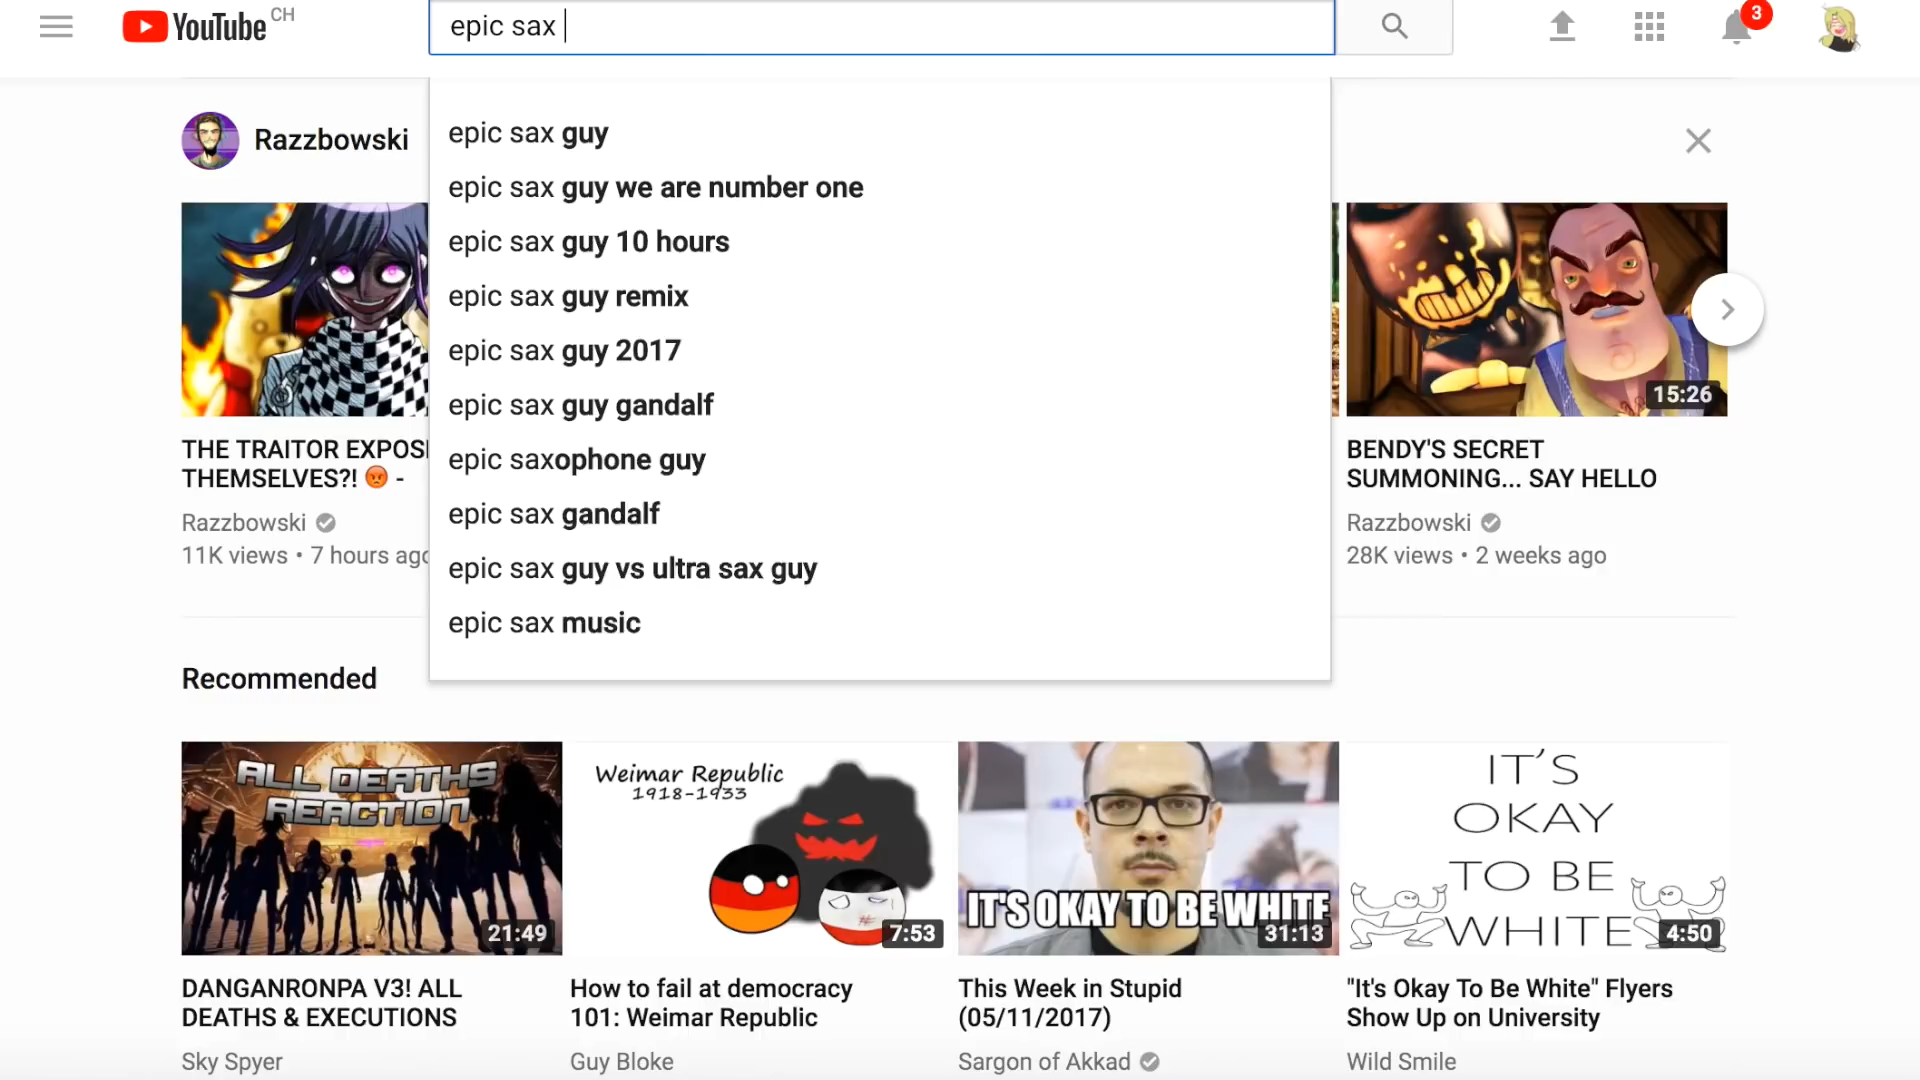 YouTube CH
epic sax
3
epic sax guy
epic sax guy we are number one
epic sax guy 10 hours
epic sax guy remix
epic sax guy 2017
epic sax guy gandalf
epic saxophone guy
epic sax gandalf
epic sax guy vs ultra sax guy
epic sax music
Razzbowski
THE TRAITOR EXPOS
THEMSELVES?! 😡 -
Razzbowski
11K views • 7 hours ago
15:26
BENDY'S SECRET
SUMMONING... SAY HELLO
Razzbowski
28K views • 2 weeks ago
Recommended
ALL DEATHS
REACTION
21:49
DANGANRONPA V3! ALL
DEATHS & EXECUTIONS
Sky Spyer
Weimar Republic
1918-1933
7:53
How to fail at democracy
101: Weimar Republic
Guy Bloke
IT'S OKAY TO BE WHITE
31:13
This Week in Stupid
(05/11/2017)
Sargon of Akkad
IT'S
OKAY
TO BE
WHITE
4:50
"It's Okay To Be White" Flyers
Show Up on University
Wild Smile